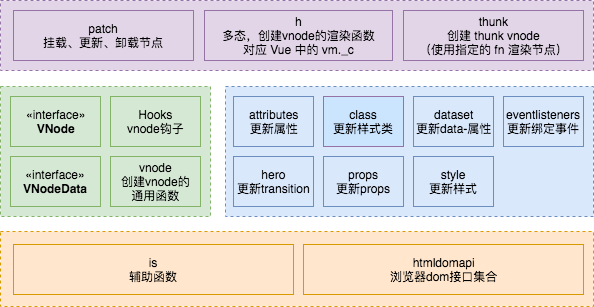 patch
挂载、更新、卸载节点
h
多态，创建vnode的渲染函数
对应 Vue 中的 vm._c
thunk
创建 thunk vnode
（使用指定的 fn 渲染节点）
«interface»
VNode
Hooks
vnode钩子
«interface»
VNodeData
vnode
创建vnode的
通用函数
attributes
更新属性
class
更新样式类
dataset
更新data-属性
eventlisteners
更新绑定事件
hero
更新transition
props
更新props
style
更新样式
is
辅助函数
htmldomapi
浏览器dom接口集合